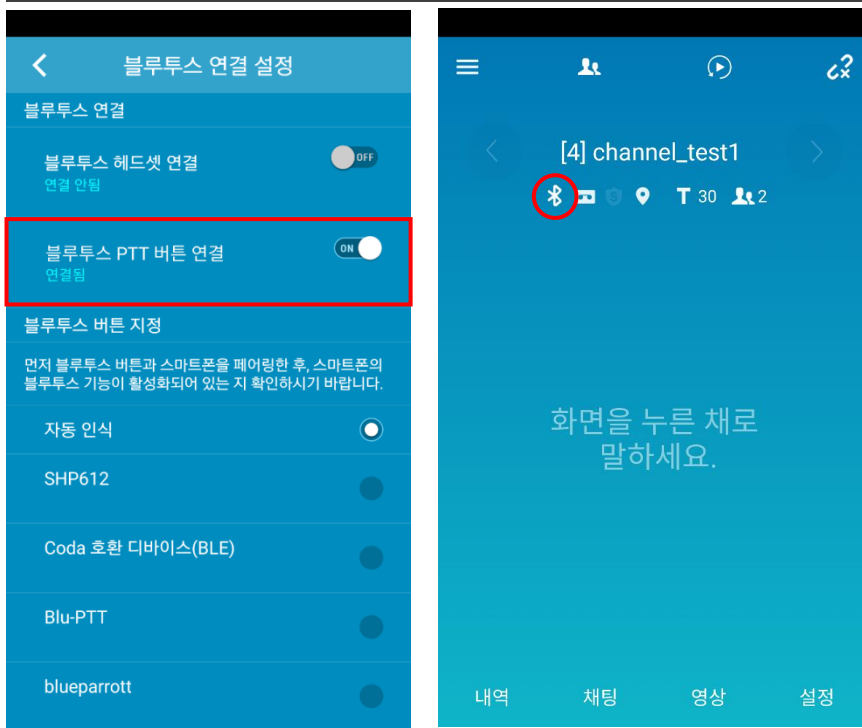 블루투스 연결 설정
블루투스 연결
블루투스 헤드셋 연결
OFF
연결 안됨
블루투스 PTT 버튼 연결
ON
연결됨
블루투스 버튼 지정
먼저 블루투스 버튼과 스마트폰을 페어링한 후, 스마트폰의
블루투스 기능이 활성화되어 있는 지 확인하시기 바랍니다.
자동 인식
SHP612
Coda 호환 디바이스(BLE)
Blu-PTT
blueparrott
[4] channel_test1
S T 30 2
화면을 누른 채로
말하세요.
내역 채팅 영상 설정